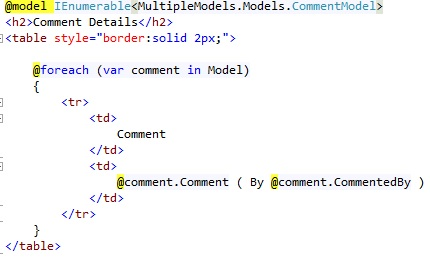 @model IEnumerable<MultipleModels.Models.CommentModel>
<h2>Comment Details</h2>
<table style="border:solid 2px;">
@foreach (var comment in Model)
{
<tr>
<td>
Comment
</td>
<td>
@comment.Comment ( By @comment.CommentedBy )
</td>
</tr>
}
</table>